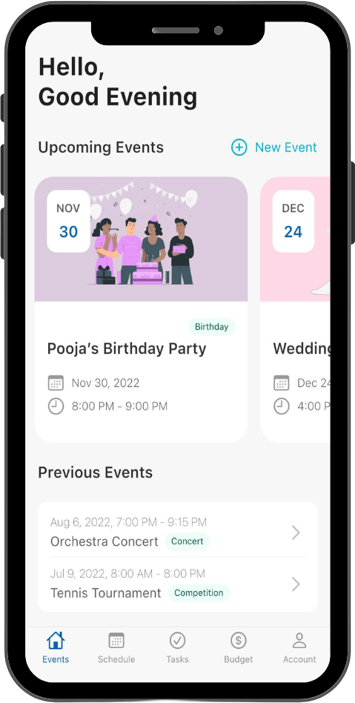 Hello,
Good Evening
Upcoming Events
New Event
NOV
30
Birthday
Pooja's Birthday Party
Nov 30, 2022
8:00 PM - 9:00 PM
DEC
24
Wedding
Dec 24
4:00 P
Previous Events
Aug 6, 2022, 7:00 PM - 9:15 PM
Orchestra Concert Concert
Jul 9, 2022, 8:00 AM - 8:00 PM
Tennis Tournament Competition
Events Schedule Tasks Budget Account